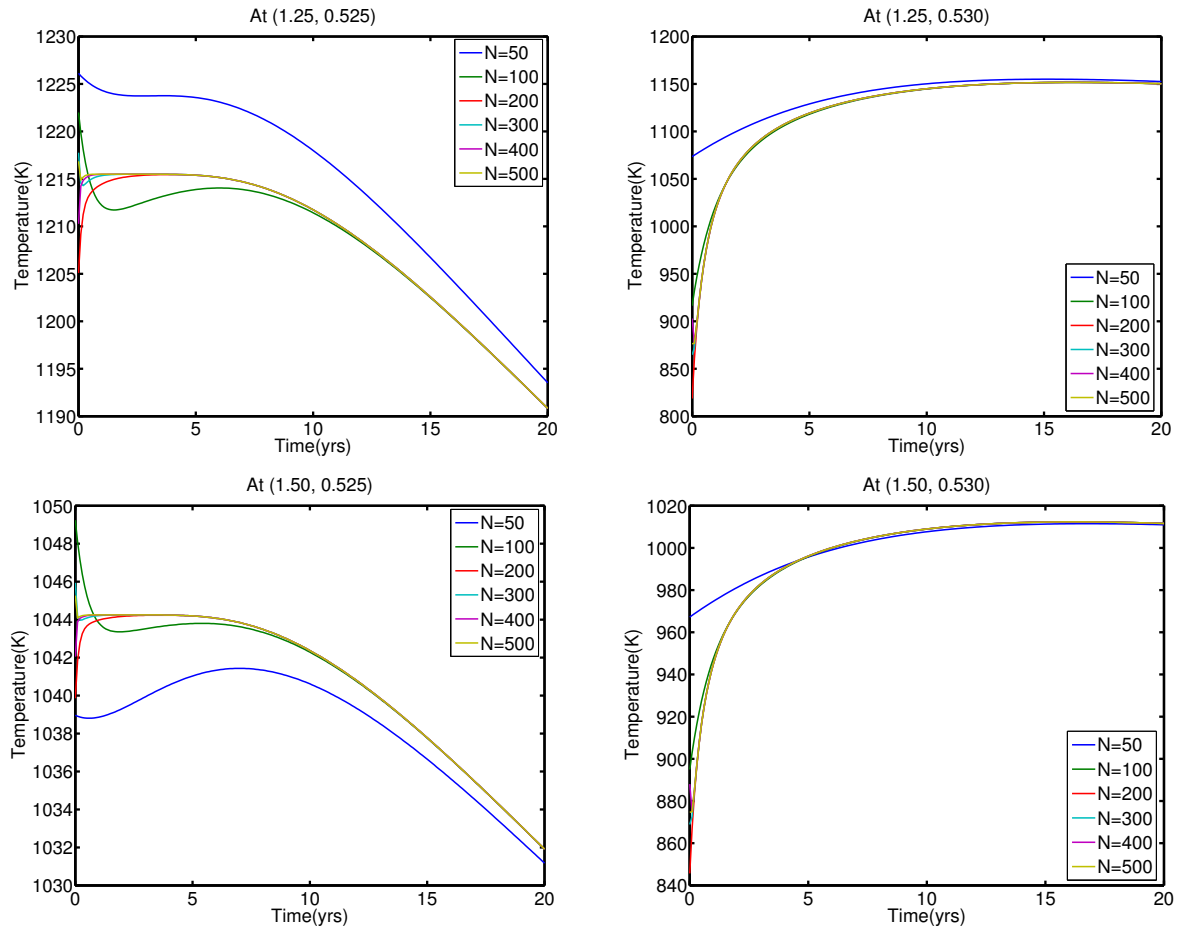 At (1.25, 0.525)
1230
1225
1220
1215
1210
1205
1200
1195
1190
Temperature(K)
0 5 10 15 20
Time(yrs)
N=50
N=100
N=200
N=300
N=400
N=500
At (1.25, 0.530)
1200
1150
1100
1050
1000
950
900
850
800
Temperature(K)
0 5 10 15 20
Time(yrs)
N=50
N=100
N=200
N=300
N=400
N=500
At (1.50, 0.525)
1050
1048
1046
1044
1042
1040
1038
1036
1034
1032
1030
Temperature(K)
0 5 10 15 20
Time(yrs)
N=50
N=100
N=200
N=300
N=400
N=500
At (1.50, 0.530)
1020
1000
980
960
940
920
900
880
860
840
Temperature(K)
0 5 10 15 20
Time(yrs)
N=50
N=100
N=200
N=300
N=400
N=500